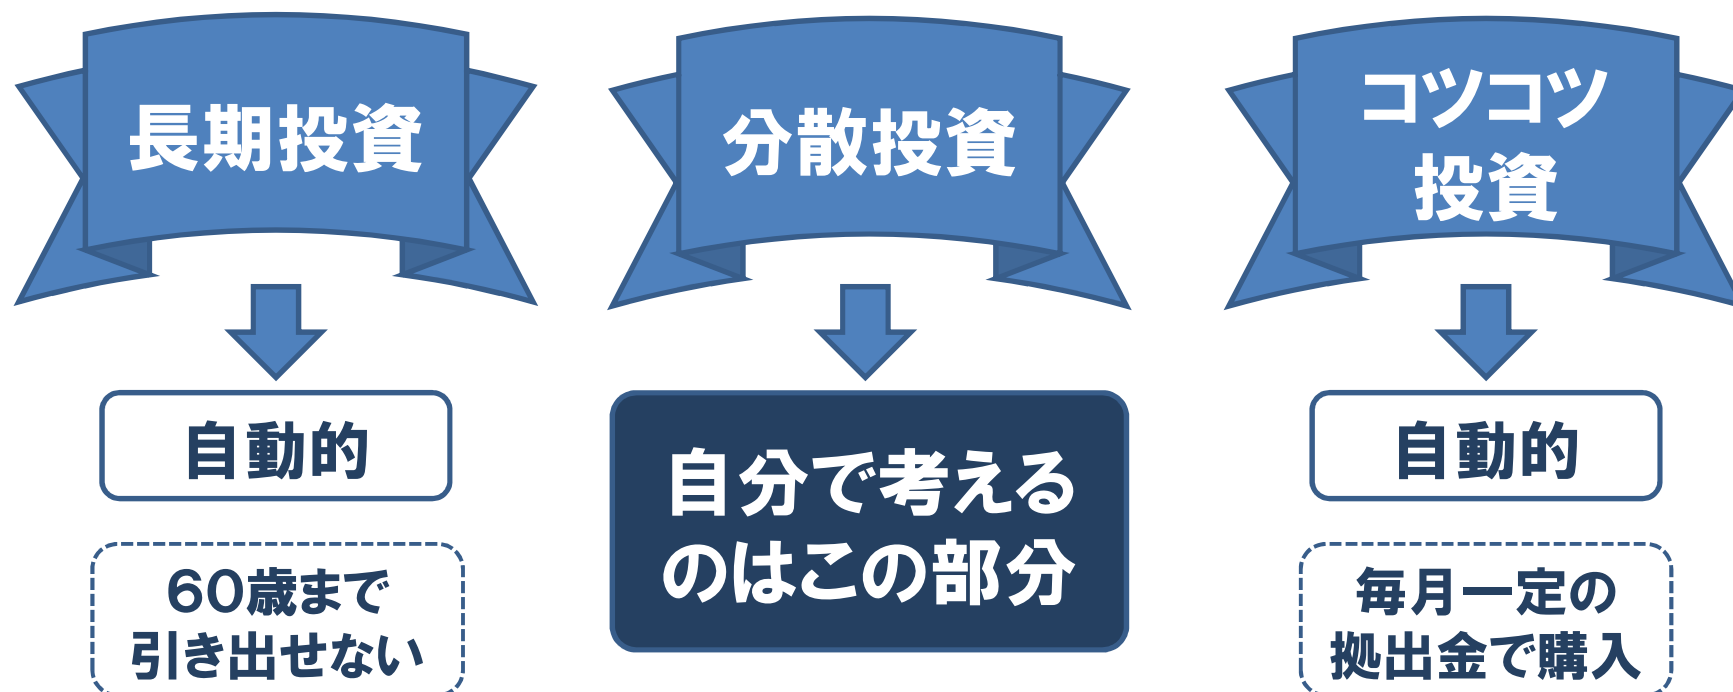 長期投資
分散投資
コツコツ
投資
自動的
自分で考える
のはこの部分
自動的
60歳まで
引き出せない
毎月一定の
拠出金で購入